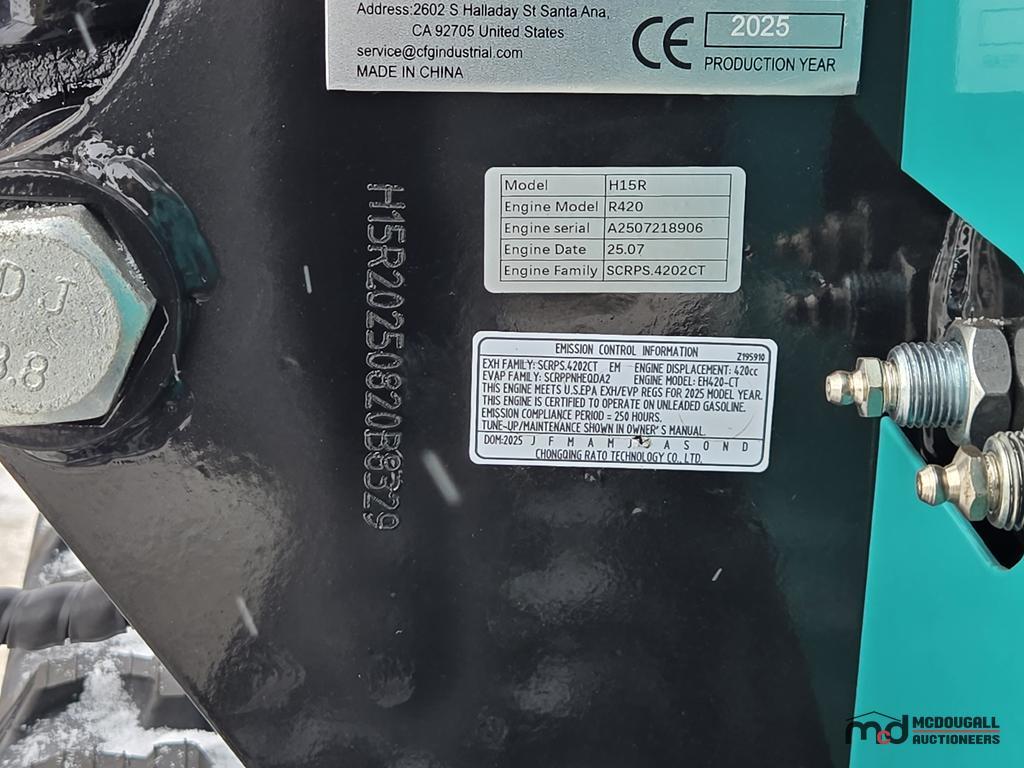 Address:2602 S Halladay St Santa Ana,
CA 92705 United States
service@cfgindustrial.com
MADE IN CHINA
CE
2025
PRODUCTION YEAR
H15R20250820B8329
Model H15R
Engine Model R420
Engine serial A2507218906
Engine Date 25.07
Engine Family SCRPS.4202CT
EMISSION CONTROL INFORMATION Z195910
EXH FAMILY: SCRPS.4202CT EM ENGINE DISPLACEMENT: 420cc
EVAP FAMILY: SCRPPNHEQDA2 ENGINE MODEL: EH420-CT
THIS ENGINE MEETS U.S.EPA EXH/EVP REGS FOR 2025 MODEL YEAR.
THIS ENGINE IS CERTIFIED TO OPERATE ON UNLEADED GASOLINE.
EMISSION COMPLIANCE PERIOD = 250 HOURS.
TUNE-UP/MAINTENANCE SHOWN IN OWNER'S MANUAL.
DOM:2025 J F M A M J A S O N D
CHONGQING RATO TECHNOLOGY CO., LTD.
DJ
8.8
mcd MCDOUGALL
AUCTIONEERS